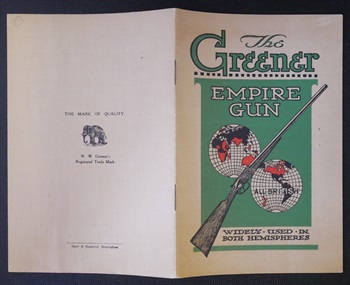 THE MARK OF QUALITY.
W. W. Greener's
Registered Trade Mark.
The
Greener
EMPIRE
GUN
ALL BRITISH
WIDELY · USED · IN
BOTH HEMISPHERES